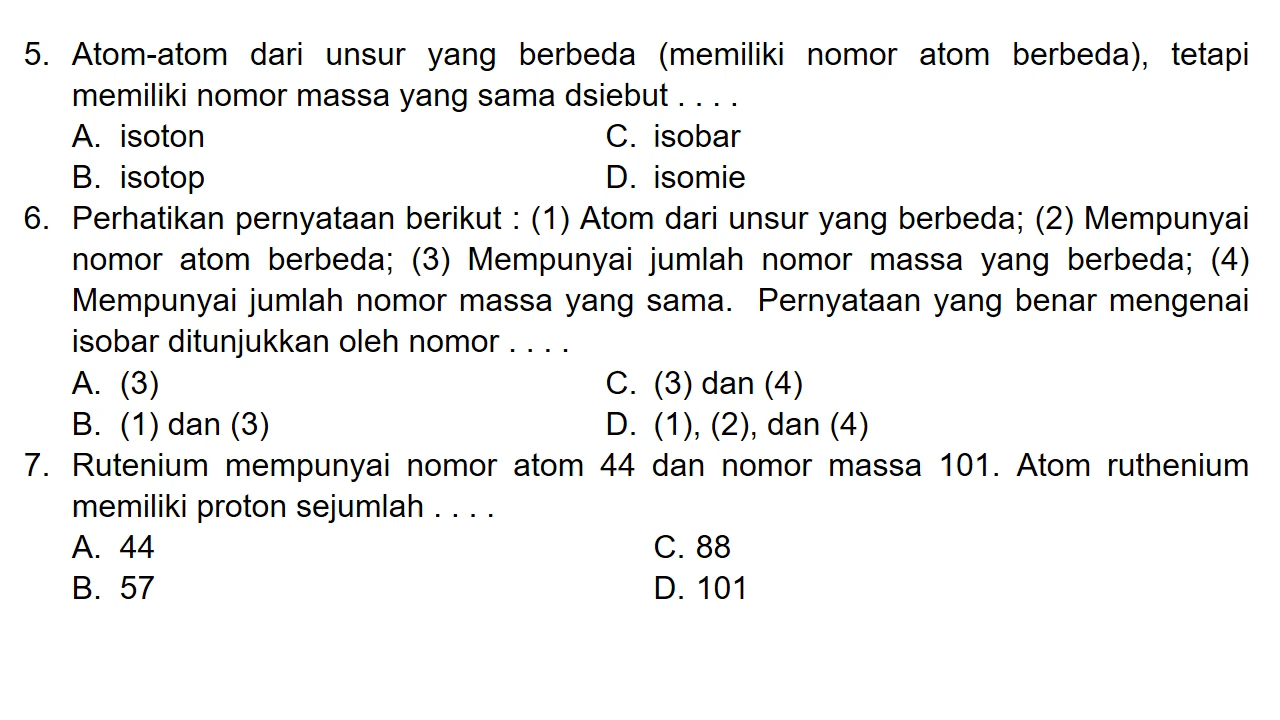 5. Atom-atom dari unsur yang berbeda (memiliki nomor atom berbeda), tetapi
memiliki nomor massa yang sama dsiebut . . . .
A. isoton C. isobar
B. isotop D. isomie
6. Perhatikan pernyataan berikut : (1) Atom dari unsur yang berbeda; (2) Mempunyai
nomor atom berbeda; (3) Mempunyai jumlah nomor massa yang berbeda; (4)
Mempunyai jumlah nomor massa yang sama. Pernyataan yang benar mengenai
isobar ditunjukkan oleh nomor . . . .
A. (3) C. (3) dan (4)
B. (1) dan (3) D. (1), (2), dan (4)
7. Rutenium mempunyai nomor atom 44 dan nomor massa 101. Atom ruthenium
memiliki proton sejumlah . . . .
A. 44 C. 88
B. 57 D. 101